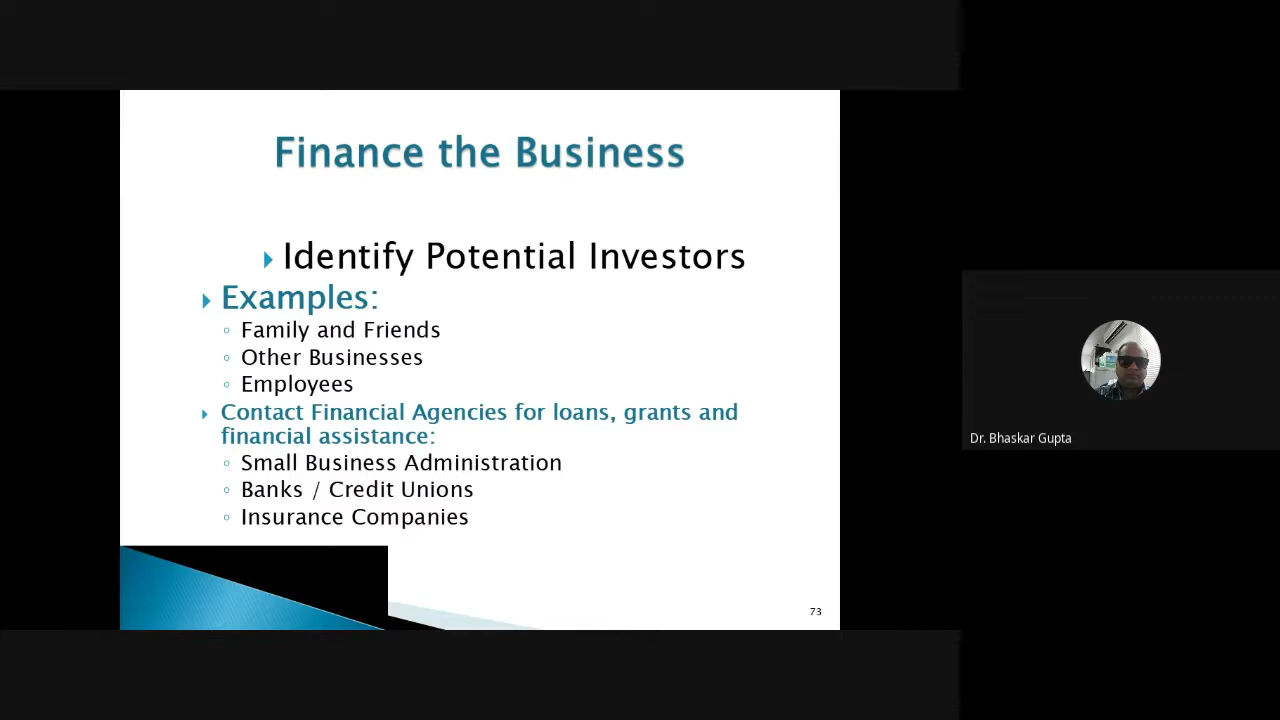 Finance the Business
Identify Potential Investors
Examples:
Family and Friends
Other Businesses
Employees
Contact Financial Agencies for loans, grants and
financial assistance:
Small Business Administration
Banks / Credit Unions
Insurance Companies
73
Dr. Bhaskar Gupta